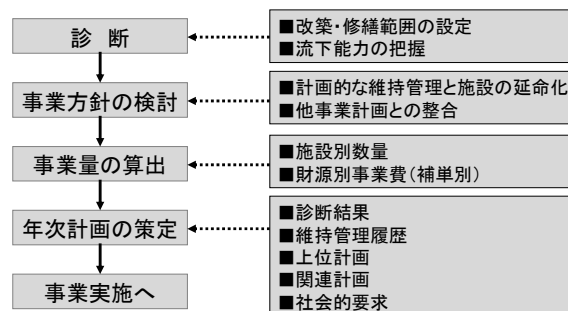 診 断
■改築・修繕範囲の設定
■流下能力の把握
事業方針の検討
■計画的な維持管理と施設の延命化
■他事業計画との整合
事業量の算出
■施設別数量
■財源別事業費(補単別)
年次計画の策定
■診断結果
■維持管理履歴
■上位計画
■関連計画
■社会的要求
事業実施へ